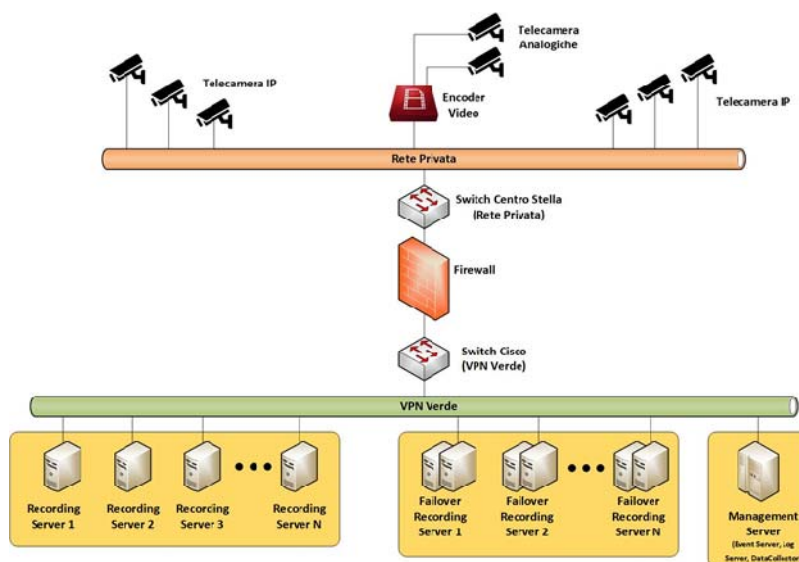 Telecamera
Analogiche
Telecamera IP
Encoder
Video
Telecamera IP
Rete Privata
Switch Centro Stella
(Rete Privata)
Firewall
Switch Cisco
(VPN Verde)
VPN Verde
Recording
Server 1
Recording
Server 2
Recording
Server 3
Recording
Server N
Failover
Recording
Server 1
Failover
Recording
Server 2
Failover
Recording
Server N
Management
Server
(Event Server, Log
Server, DataCollector